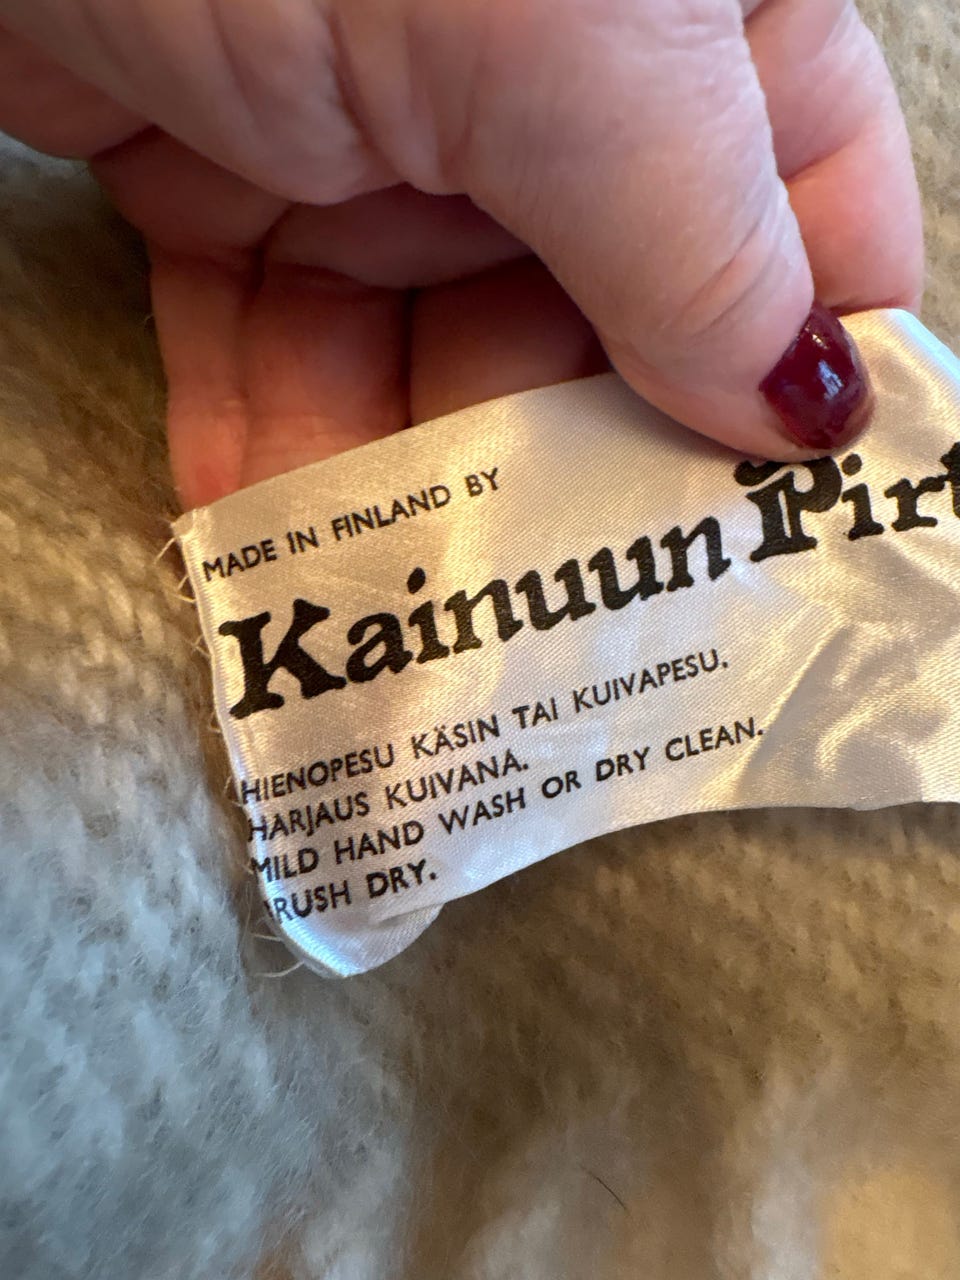 MADE IN FINLAND BY
Kainuun Pirt
HIENOPESU KÄSIN TAI KUIVAPESU.
HARJAUS KUIVANA.
MILD HAND WASH OR DRY CLEAN.
BRUSH DRY.